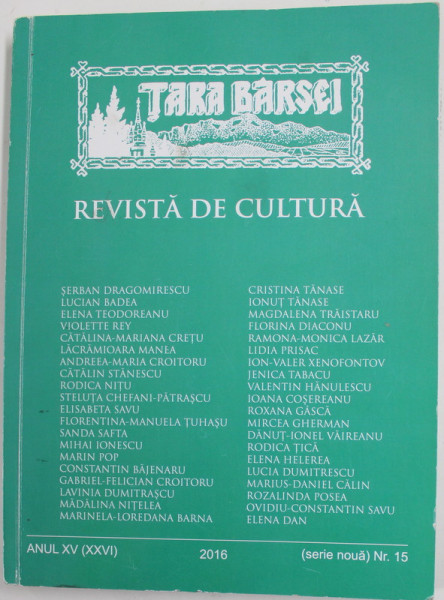 ȚARA BÂRSEI
REVISTĂ DE CULTURĂ
ȘERBAN DRAGOMIRESCU
LUCIAN BADEA
ELENA TEODOREANU
VIOLETTE REY
CĂTĂLINA-MARIANA CREȚU
LĂCRĂMIOARA MANEA
ANDREEA-MARIA CROITORU
CĂTĂLIN STĂNESCU
RODICA NIȚU
STELUȚA CHEFANI-PĂTRAȘCU
ELISABETA SAVU
FLORENTINA-MANUELA ȚUHAȘU
SANDA SAFTA
MIHAI IONESCU
MARIN POP
CONSTANTIN BĂJENARU
GABRIEL-FELICIAN CROITORU
LAVINIA DUMITRAȘCU
MĂDĂLINA NIȚELEA
MARINELA-LOREDANA BARNA
CRISTINA TĂNASE
IONUȚ TĂNASE
MAGDALENA TRĂISTARU
FLORINA DIACONU
RAMONA-MONICA LAZĂR
LIDIA PRISAC
ION-VALER XENOFONTOV
JENICA TABACU
VALENTIN HĂNULESCU
IOANA COȘEREANU
ROXANA GÂSCĂ
MIRCEA GHERMAN
DĂNUȚ-IONEL VĂIREANU
RODICA ȚICĂ
ELENA HELEREA
LUCIA DUMITRESCU
MARIUS-DANIEL CĂLIN
ROZALINDA POSEA
OVIDIU-CONSTANTIN SAVU
ELENA DAN
ANUL XV (XXVI) 2016 (serie nouă) Nr. 15